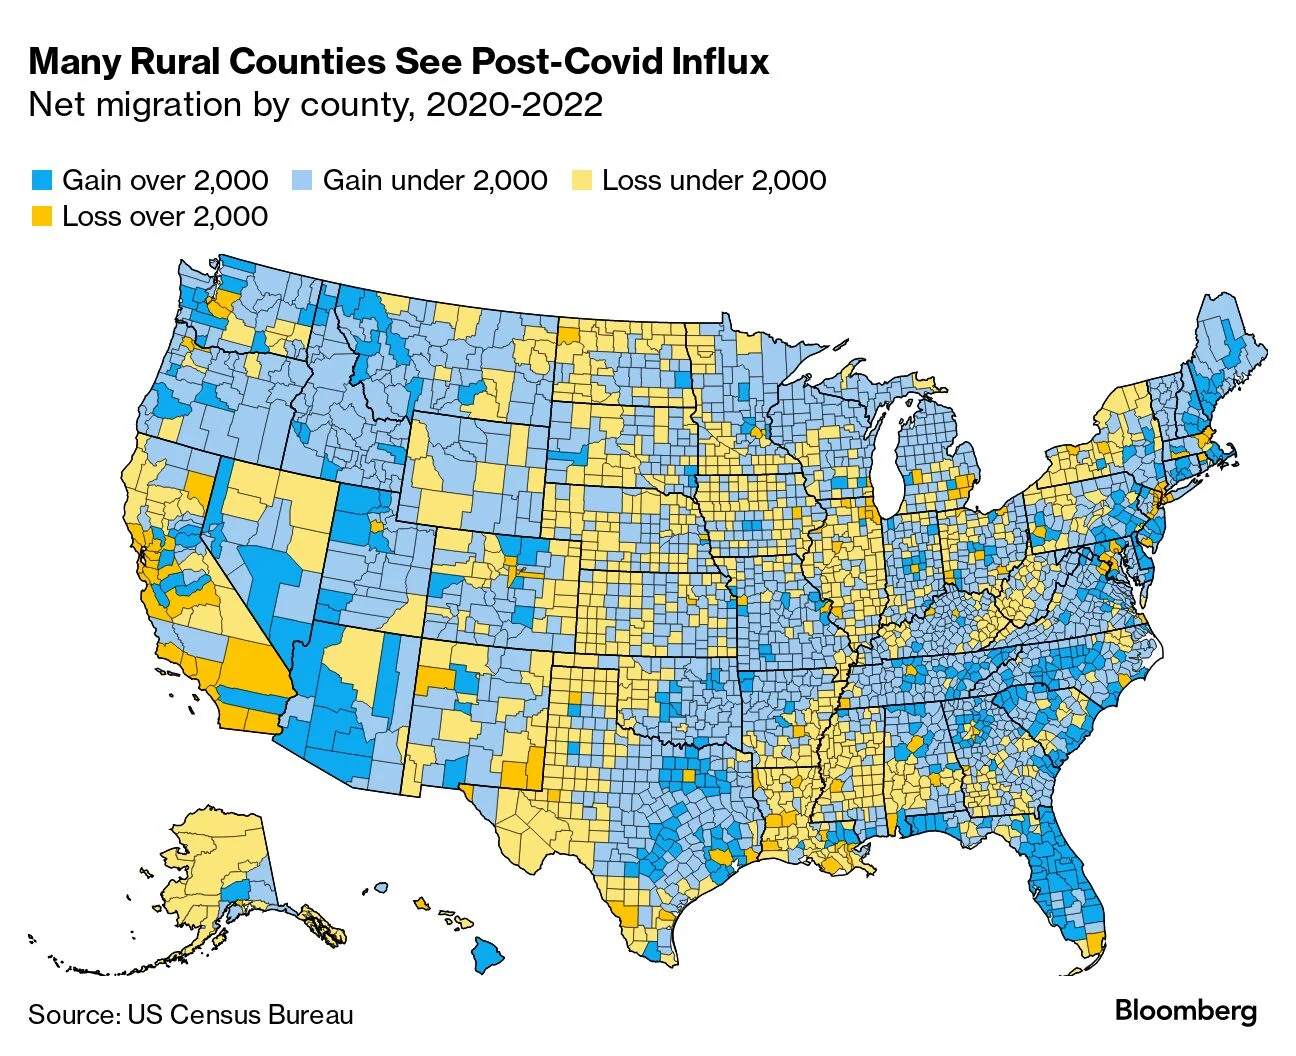 Many Rural Counties See Post-Covid Influx
Net migration by county, 2020-2022
Gain over 2,000 Gain under 2,000 Loss under 2,000
Loss over 2,000
Source: US Census Bureau
Bloomberg